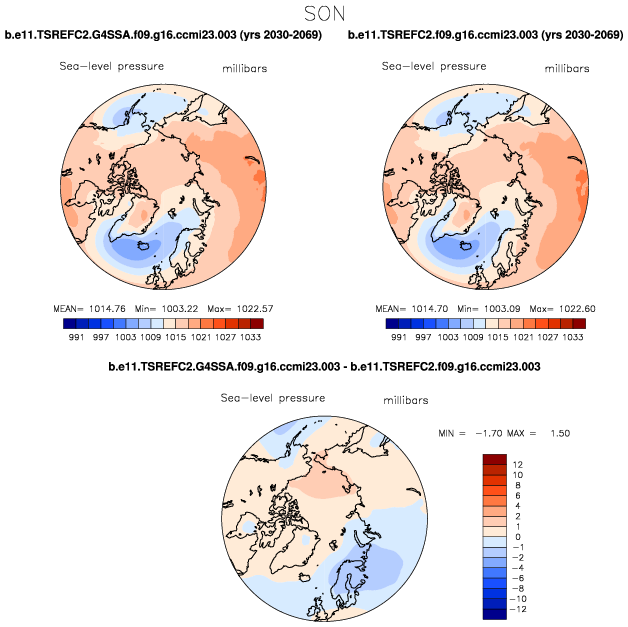 SON
b.e11.TSREFC2.G4SSA.f09.g16.ccmi23.003 (yrs 2030-2069) b.e11.TSREFC2.f09.g16.ccmi23.003 (yrs 2030-2069)
Sea-level pressure millibars Sea-level pressure millibars
MEAN= 1014.76 Min= 1003.22 Max= 1022.57 MEAN= 1014.70 Min= 1003.09 Max= 1022.60
991 997 1003 1009 1015 1021 1027 1033 991 997 1003 1009 1015 1021 1027 1033
b.e11.TSREFC2.G4SSA.f09.g16.ccmi23.003 - b.e11.TSREFC2.f09.g16.ccmi23.003
Sea-level pressure millibars
MIN = -1.70 MAX = 1.50
12
10
8
6
4
2
1
0
-1
-2
-4
-6
-8
-10
-12